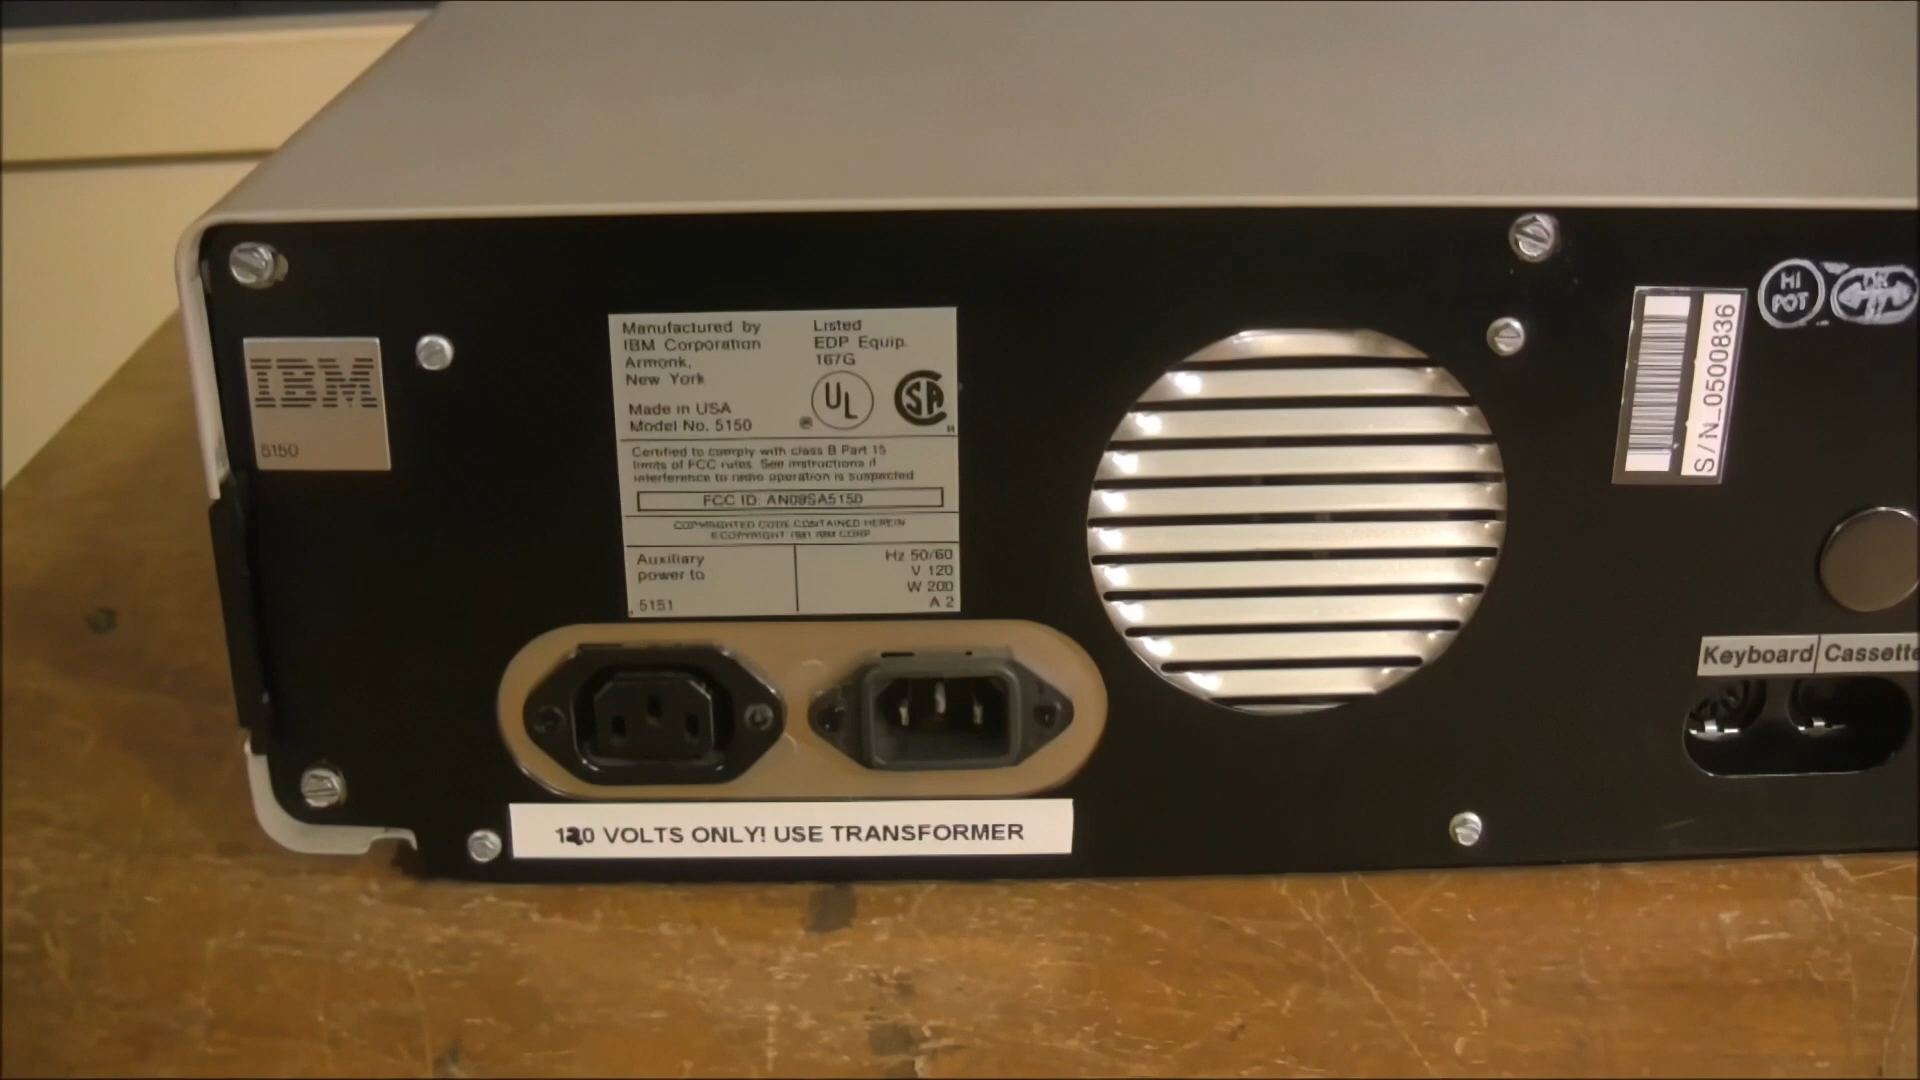 IBM
5150
Manufactured by
IBM Corporation
Armonk,
New York
Made in USA
Model No. 5150
Listed
EDP Equip.
167G
UL
®
SA
Certified to comply with class B Part 15
limits of FCC rules. See instructions if
interference to radio operation is suspected
FCC ID: AN09SA5150
COPYRIGHTED CODE CONTAINED HEREIN
©COPYRIGHT 1981 IBM CORP
Auxiliary
power to
5151
Hz 50/60
V 120
W 200
A 2
120 VOLTS ONLY! USE TRANSFORMER
S/N_0500836
HI
POT
Keyboard
Cassette